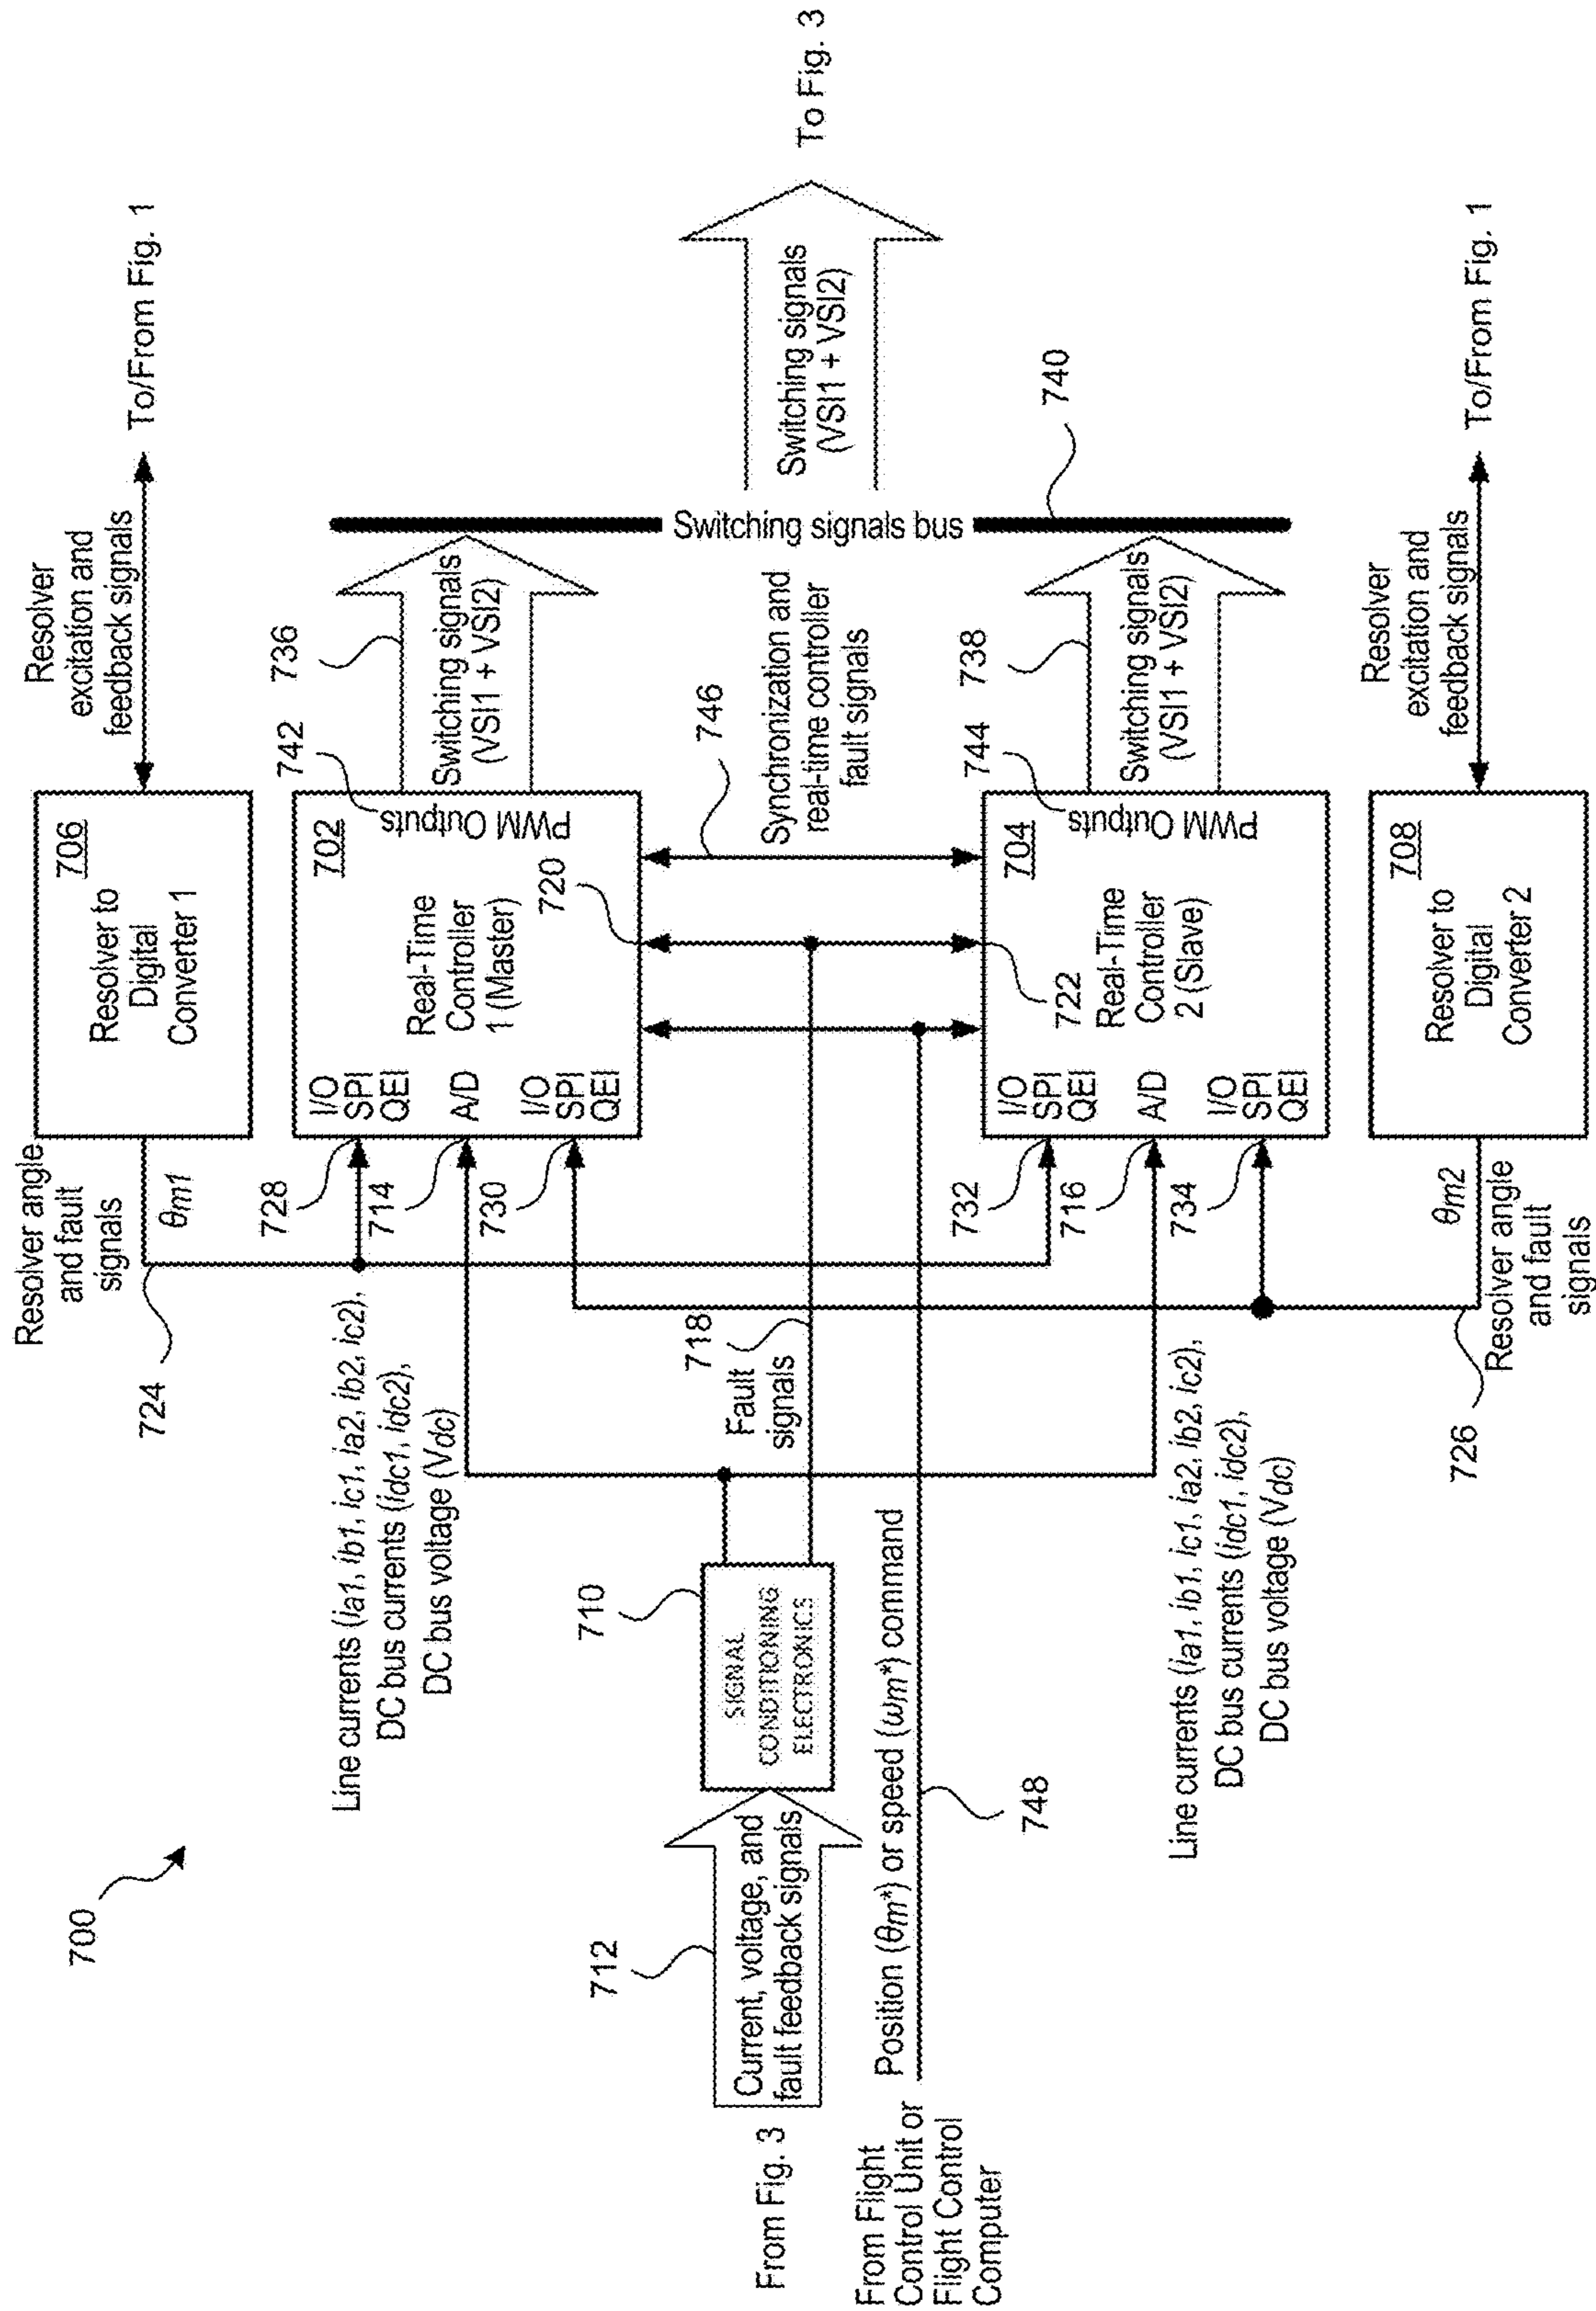 700
Resolver
excitation and
feedback signals
To/From Fig. 1
706
Resolver to
Digital
Converter 1
Resolver angle
and fault
signals
θm1
724
728
714
730
I/O
SPI
QEI
A/D
I/O
SPI
QEI
702
Real-Time
Controller
1 (Master)
720
PWM Outputs
742
736
Switching signals
(VSI1 + VSI2)
Line currents (ia1, ib1, ic1, ia2, ib2, ic2),
DC bus currents (idc1, idc2),
DC bus voltage (Vdc)
From Fig. 3
712
Current, voltage, and
fault feedback signals
710
SIGNAL
CONDITIONING
ELECTRONICS
718
Fault
signals
746
Synchronization and
real-time controller
fault signals
Switching signals bus
740
Switching signals
(VSI1 + VSI2)
To Fig. 3
From Flight
Control Unit or
Flight Control
Computer
Position (θm*) or speed (ωm*) command
748
732
716
734
I/O
SPI
QEI
A/D
I/O
SPI
QEI
722
704
Real-Time
Controller
2 (Slave)
PWM Outputs
744
738
Switching signals
(VSI1 + VSI2)
Line currents (ia1, ib1, ic1, ia2, ib2, ic2),
DC bus currents (idc1, idc2),
DC bus voltage (Vdc)
726
θm2
Resolver angle
and fault
signals
708
Resolver to
Digital
Converter 2
Resolver
excitation and
feedback signals
To/From Fig. 1